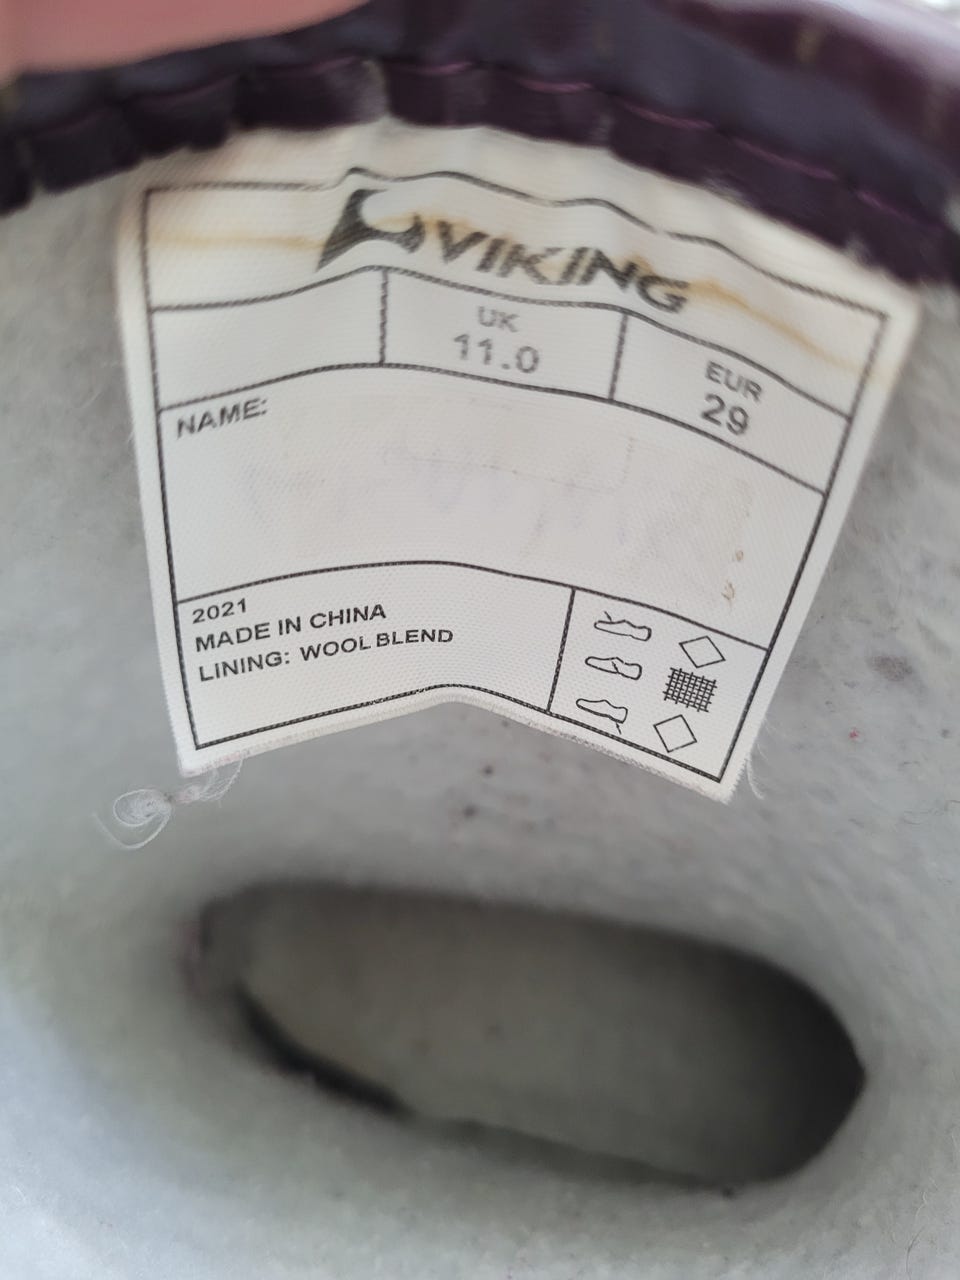 VIKING
UK
11.0
EUR
29
NAME:
2021
MADE IN CHINA
LINING: WOOL BLEND